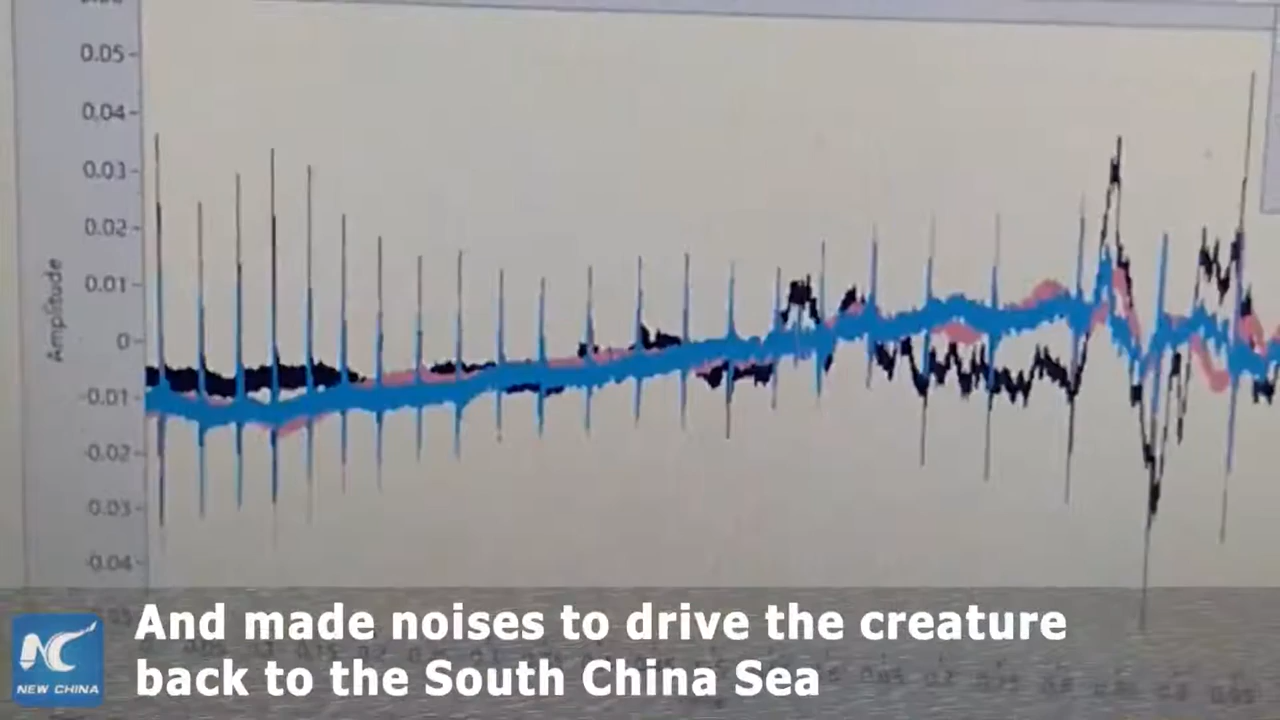 0.05
0.04
0.03
0.02
0.01
0
-0.01
-0.02
-0.03
-0.04
Amplitude
And made noises to drive the creature
back to the South China Sea
NC
NEW CHINA